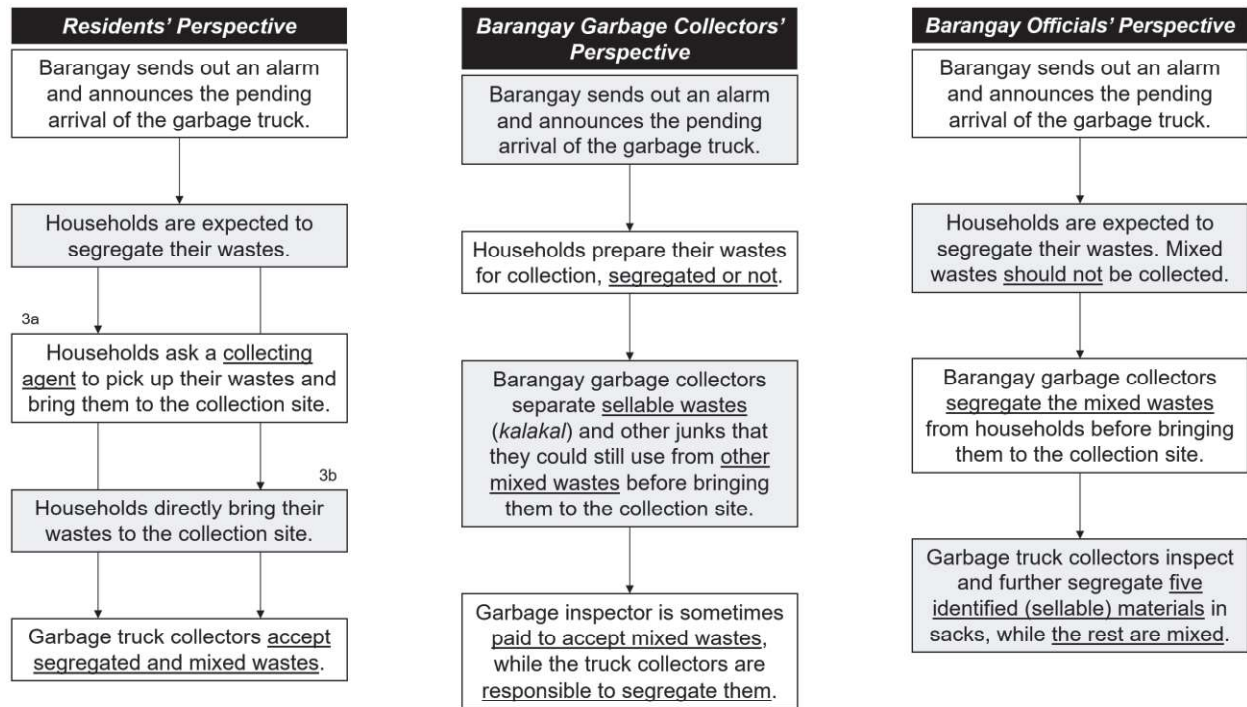 Residents' Perspective
Barangay sends out an alarm
and announces the pending
arrival of the garbage truck.
Households are expected to
segregate their wastes.
3a
Households ask a collecting
agent to pick up their wastes and
bring them to the collection site.
3b
Households directly bring their
wastes to the collection site.
Garbage truck collectors accept
segregated and mixed wastes.
Barangay Garbage Collectors'
Perspective
Barangay sends out an alarm
and announces the pending
arrival of the garbage truck.
Households prepare their wastes
for collection, segregated or not.
Barangay garbage collectors
separate sellable wastes
(kalakal) and other junks that
they could still use from other
mixed wastes before bringing
them to the collection site.
Garbage inspector is sometimes
paid to accept mixed wastes,
while the truck collectors are
responsible to segregate them.
Barangay Officials' Perspective
Barangay sends out an alarm
and announces the pending
arrival of the garbage truck.
Households are expected to
segregate their wastes. Mixed
wastes should not be collected.
Barangay garbage collectors
segregate the mixed wastes
from households before bringing
them to the collection site.
Garbage truck collectors inspect
and further segregate five
identified (sellable) materials in
sacks, while the rest are mixed.